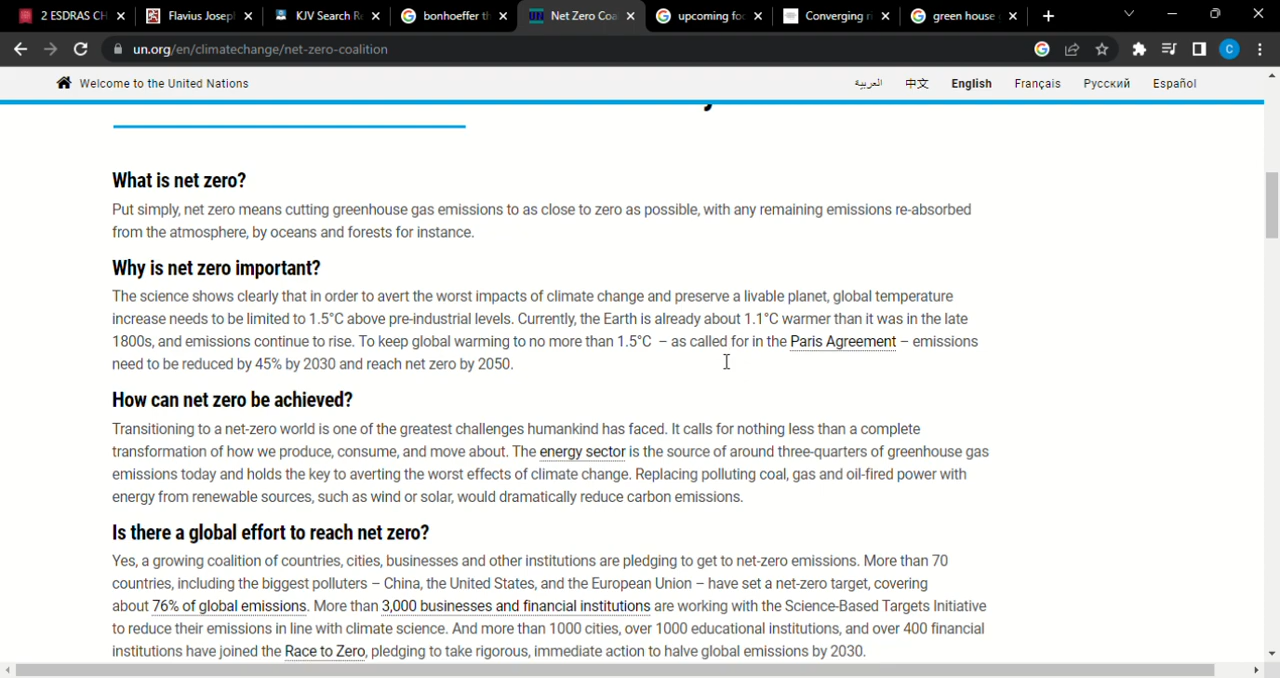 2 ESDRAS CH
Flavius Josep
KJV Search R
bonhoeffer th
Net Zero Coa
upcoming foo
Converging ri
green house
un.org/en/climatechange/net-zero-coalition
C
Welcome to the United Nations
العربية
中文
English
Français
Русский
Español
What is net zero?
Put simply, net zero means cutting greenhouse gas emissions to as close to zero as possible, with any remaining emissions re-absorbed
from the atmosphere, by oceans and forests for instance.
Why is net zero important?
The science shows clearly that in order to avert the worst impacts of climate change and preserve a livable planet, global temperature
increase needs to be limited to 1.5°C above pre-industrial levels. Currently, the Earth is already about 1.1°C warmer than it was in the late
1800s, and emissions continue to rise. To keep global warming to no more than 1.5°C – as called for in the Paris Agreement – emissions
need to be reduced by 45% by 2030 and reach net zero by 2050.
How can net zero be achieved?
Transitioning to a net-zero world is one of the greatest challenges humankind has faced. It calls for nothing less than a complete
transformation of how we produce, consume, and move about. The energy sector is the source of around three-quarters of greenhouse gas
emissions today and holds the key to averting the worst effects of climate change. Replacing polluting coal, gas and oil-fired power with
energy from renewable sources, such as wind or solar, would dramatically reduce carbon emissions.
Is there a global effort to reach net zero?
Yes, a growing coalition of countries, cities, businesses and other institutions are pledging to get to net-zero emissions. More than 70
countries, including the biggest polluters – China, the United States, and the European Union – have set a net-zero target, covering
about 76% of global emissions. More than 3,000 businesses and financial institutions are working with the Science-Based Targets Initiative
to reduce their emissions in line with climate science. And more than 1000 cities, over 1000 educational institutions, and over 400 financial
institutions have joined the Race to Zero, pledging to take rigorous, immediate action to halve global emissions by 2030.